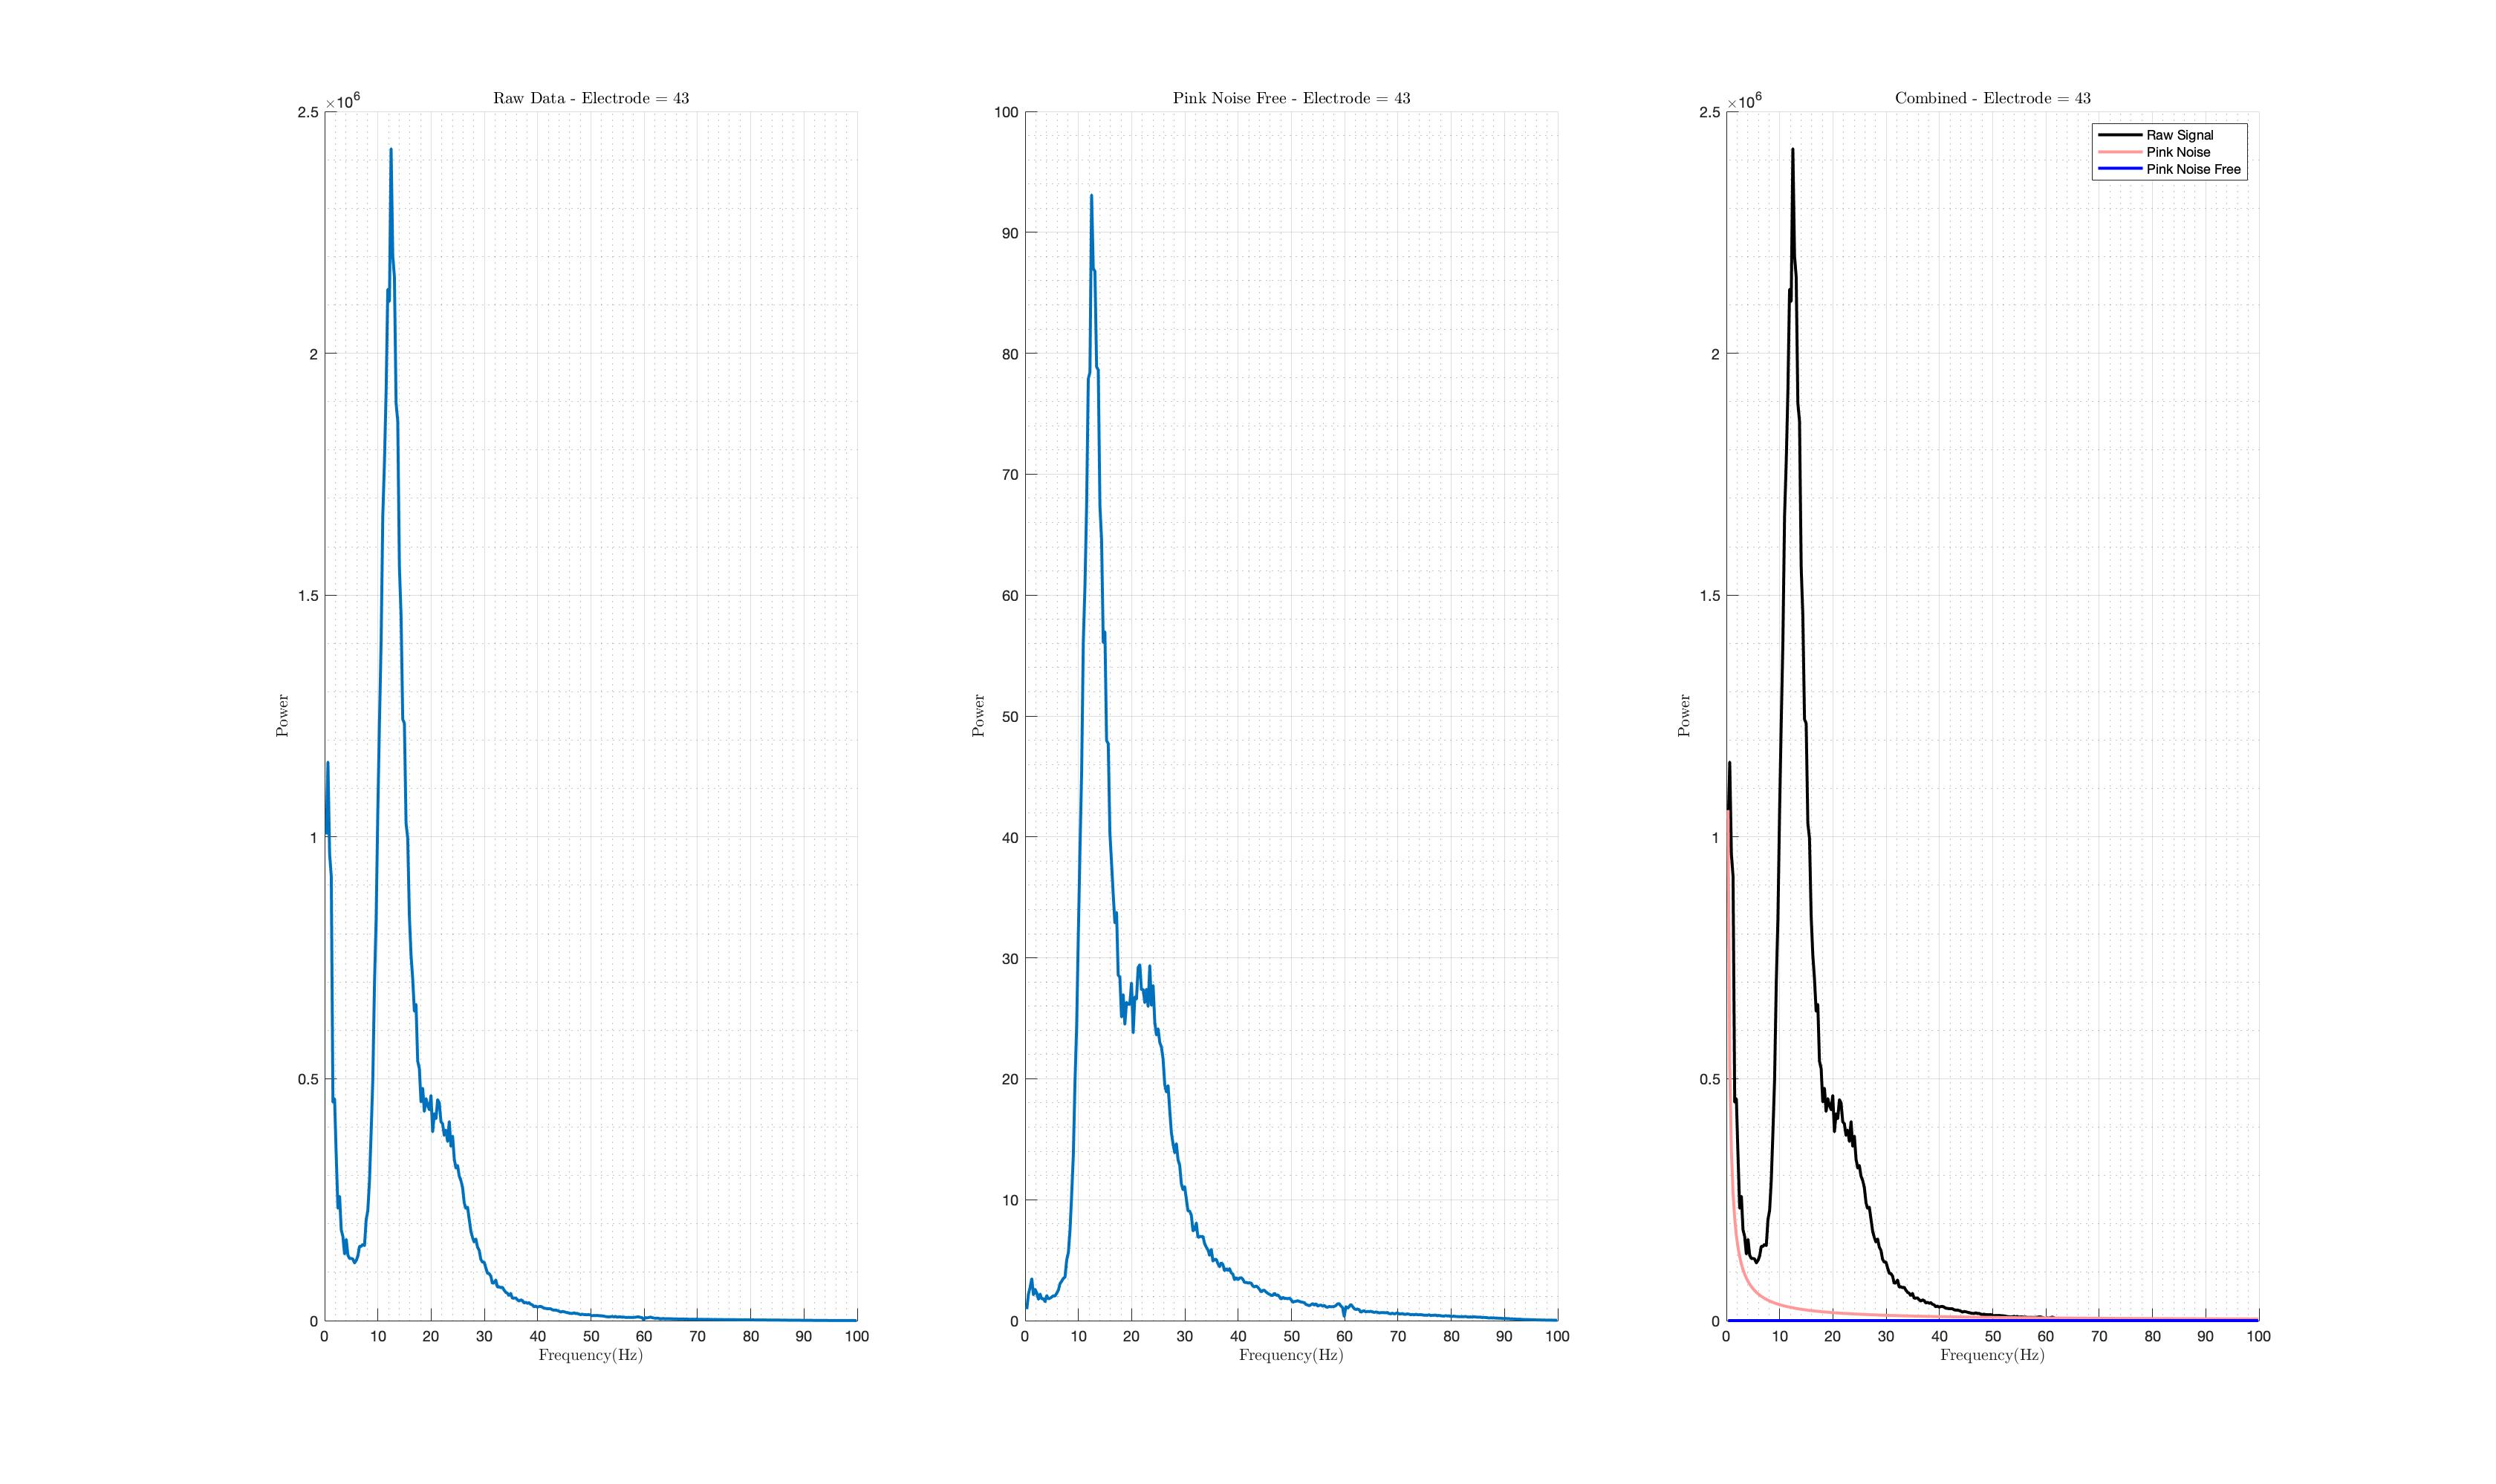 Raw Data - Electrode = 43
×10⁶
2.5
2
1.5
1
0.5
0
Power
0 10 20 30 40 50 60 70 80 90 100
Frequency(Hz)
Pink Noise Free - Electrode = 43
100
90
80
70
60
50
40
30
20
10
0
Power
0 10 20 30 40 50 60 70 80 90 100
Frequency(Hz)
Combined - Electrode = 43
×10⁶
2.5
2
1.5
1
0.5
0
Power
Raw Signal
Pink Noise
Pink Noise Free
0 10 20 30 40 50 60 70 80 90 100
Frequency(Hz)